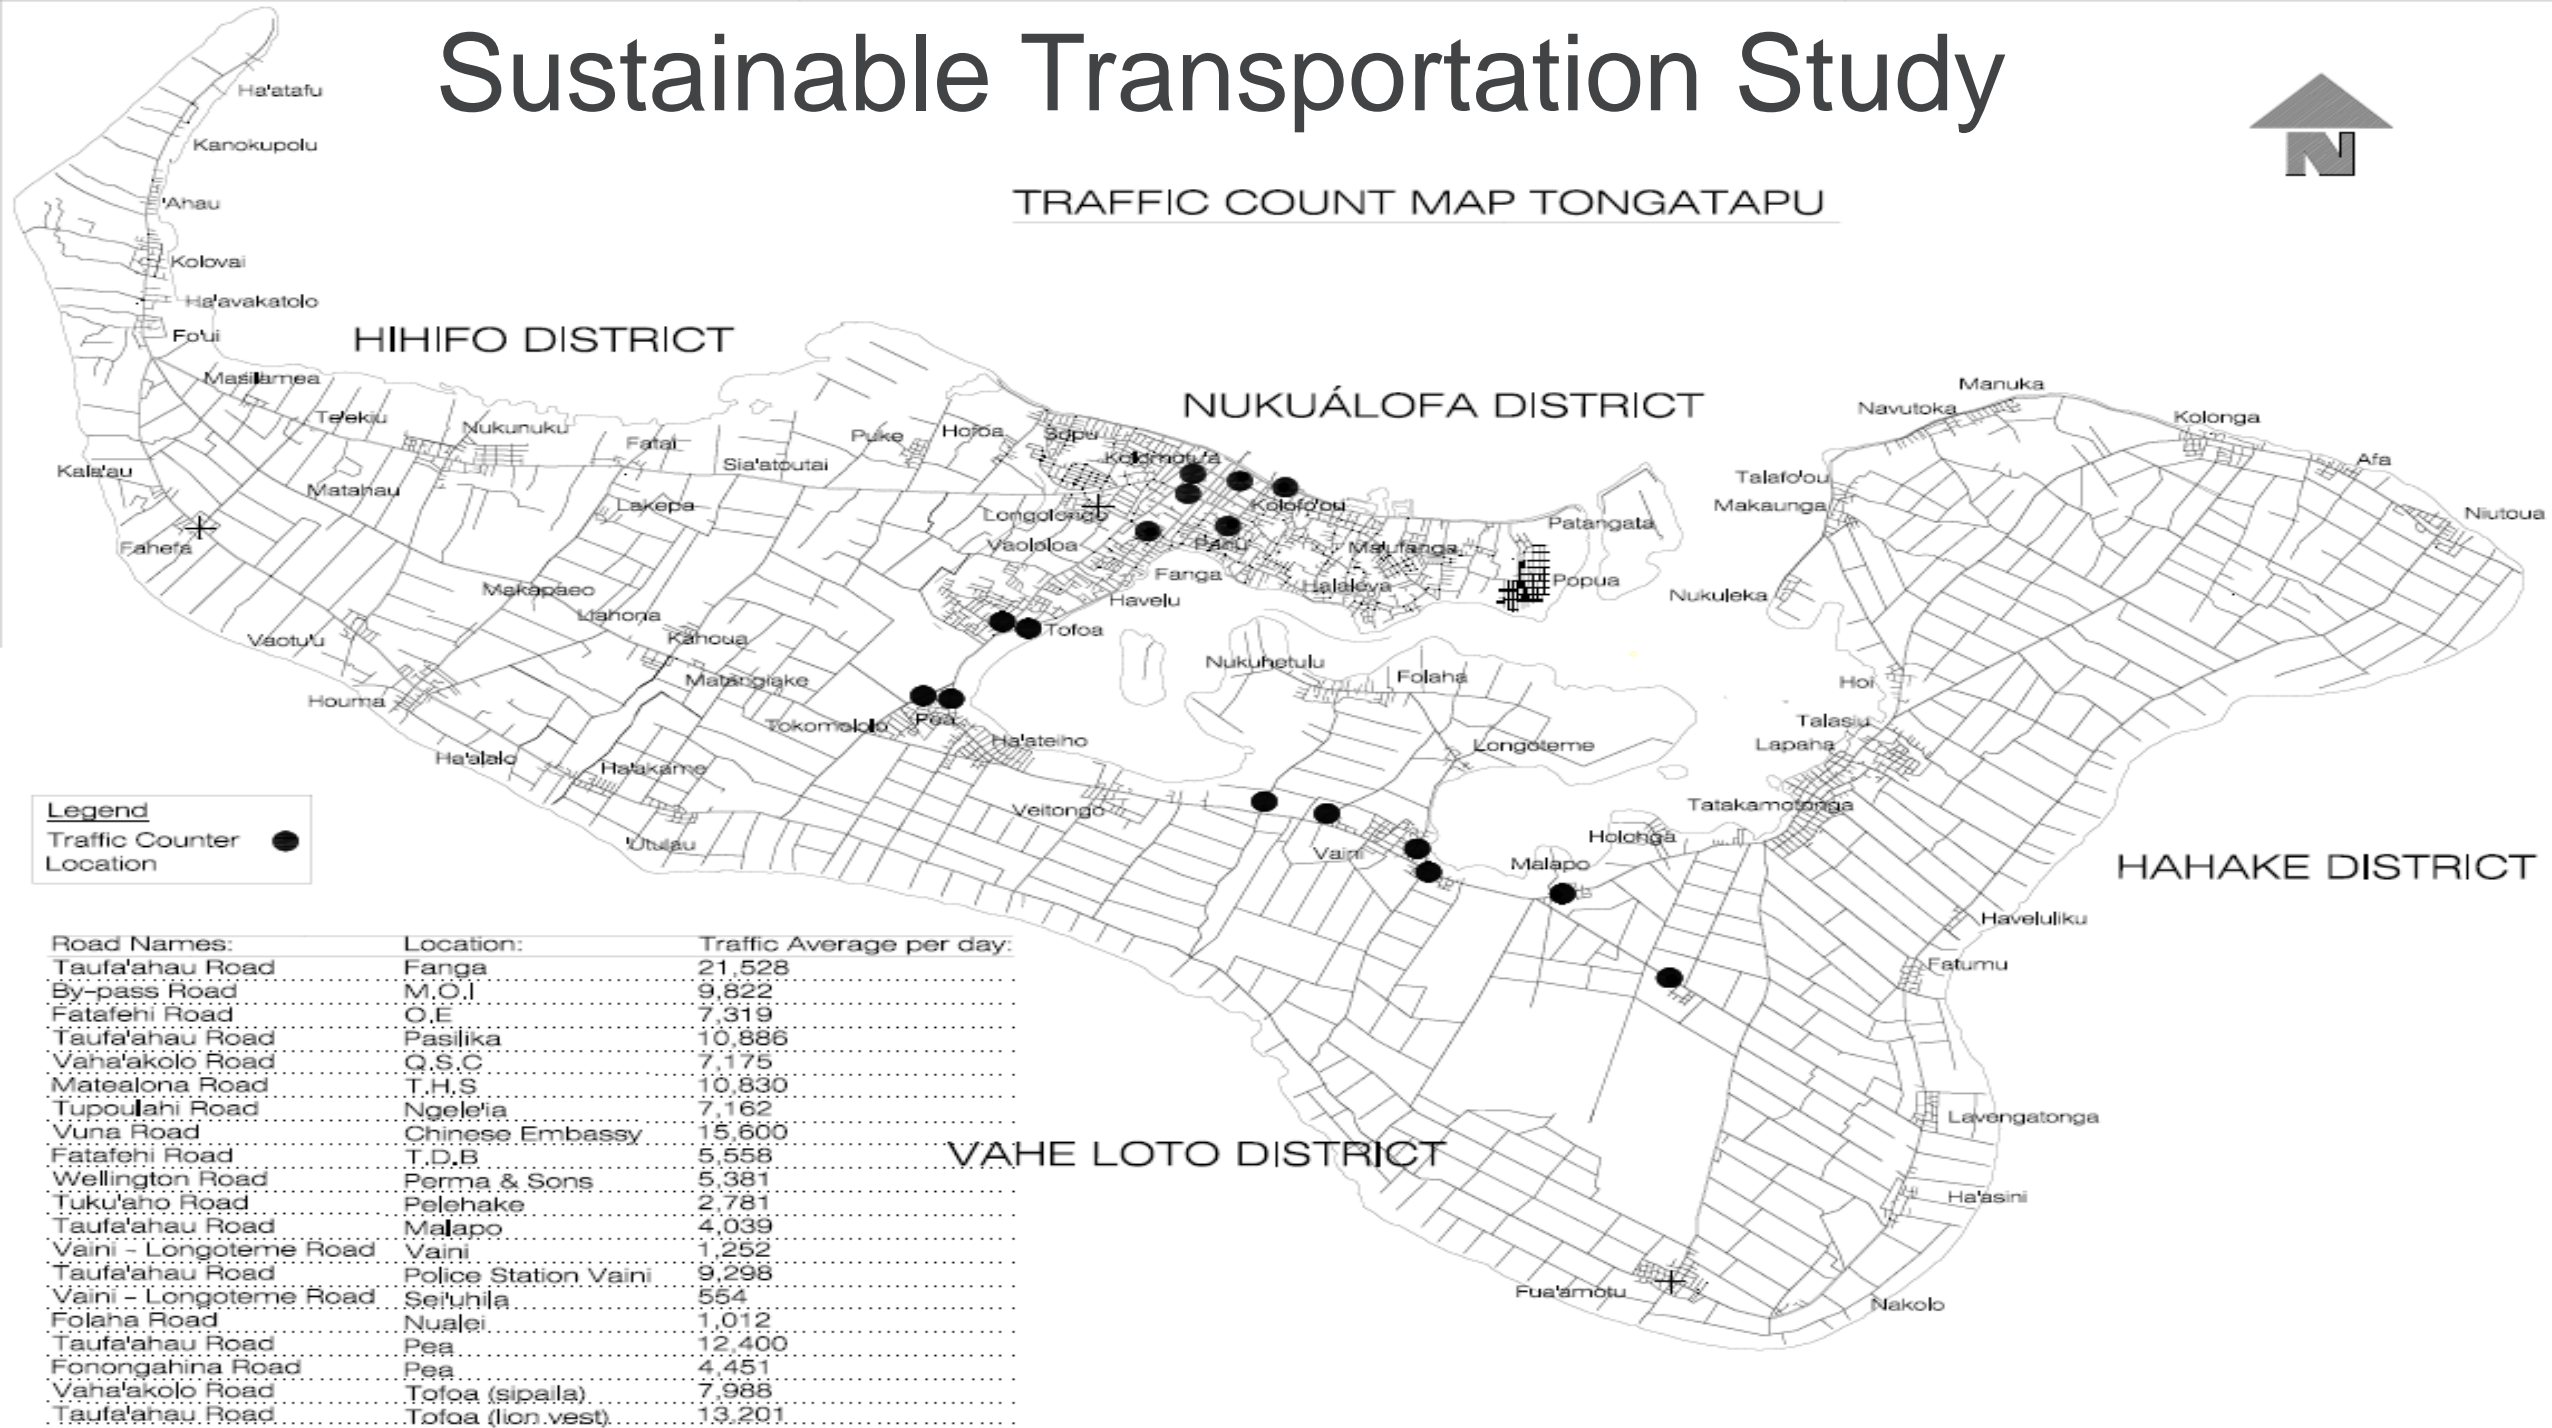 Sustainable Transportation Study
N
TRAFFIC COUNT MAP TONGATAPU
HIHIFO DISTRICT
NUKUÁLOFA DISTRICT
HAHAKE DISTRICT
VAHE LOTO DISTRICT
Ha'atafu
Kanokupolu
'Ahau
Kolovai
Ha'avakatolo
Fo'ui
Masilamea
Te'ekiu
Nukunuku
Fatai
Sia'atoutai
Puke
Hofoa
Sopu
Kolomotu'a
Kala'au
Matahau
Lakepa
Longolongo
Kolofo'ou
Fahefa
Vaololoa
Fanga
Havelu
Ma'ufanga
Halaleva
Patangata
Popua
Makapaeo
Liahona
Kahoua
Vaotu'u
Houma
Matangiake
Tofoa
Tokomololo
Pea
Ha'ateiho
Nukuhetulu
Folaha
Longoteme
Ha'alalo
Ha'akame
'Utulau
Veitongo
Vaini
Malapo
Holonga
Manuka
Navutoka
Kolonga
Afa
Niutoua
Talafo'ou
Makaunga
Nukuleka
Hoi
Talasiu
Lapaha
Tatakamotonga
Haveluliku
Fatumu
Lavengatonga
Ha'asini
Fua'amotu
Nakolo
Legend
Traffic Counter
Location
Road Names: Location: Traffic Average per day:
Taufa'ahau Road Fanga 21,528
By-pass Road M.O.I 9,822
Fatafehi Road O.E 7,319
Taufa'ahau Road Pasilika 10,886
Vaha'akolo Road Q.S.C 7,175
Matealona Road T.H.S 10,830
Tupoulahi Road Ngele'ia 7,162
Vuna Road Chinese Embassy 15,600
Fatafehi Road T.D.B 5,558
Wellington Road Perma & Sons 5,381
Tuku'aho Road Pelehake 2,781
Taufa'ahau Road Malapo 4,039
Vaini - Longoteme Road Vaini 1,252
Taufa'ahau Road Police Station Vaini 9,298
Vaini - Longoteme Road Sei'uhila 554
Folaha Road Nualei 1,012
Taufa'ahau Road Pea 12,400
Fonongahina Road Pea 4,451
Vaha'akolo Road Tofoa (sipaila) 7,988
Taufa'ahau Road Tofoa (lion vest) 13,201